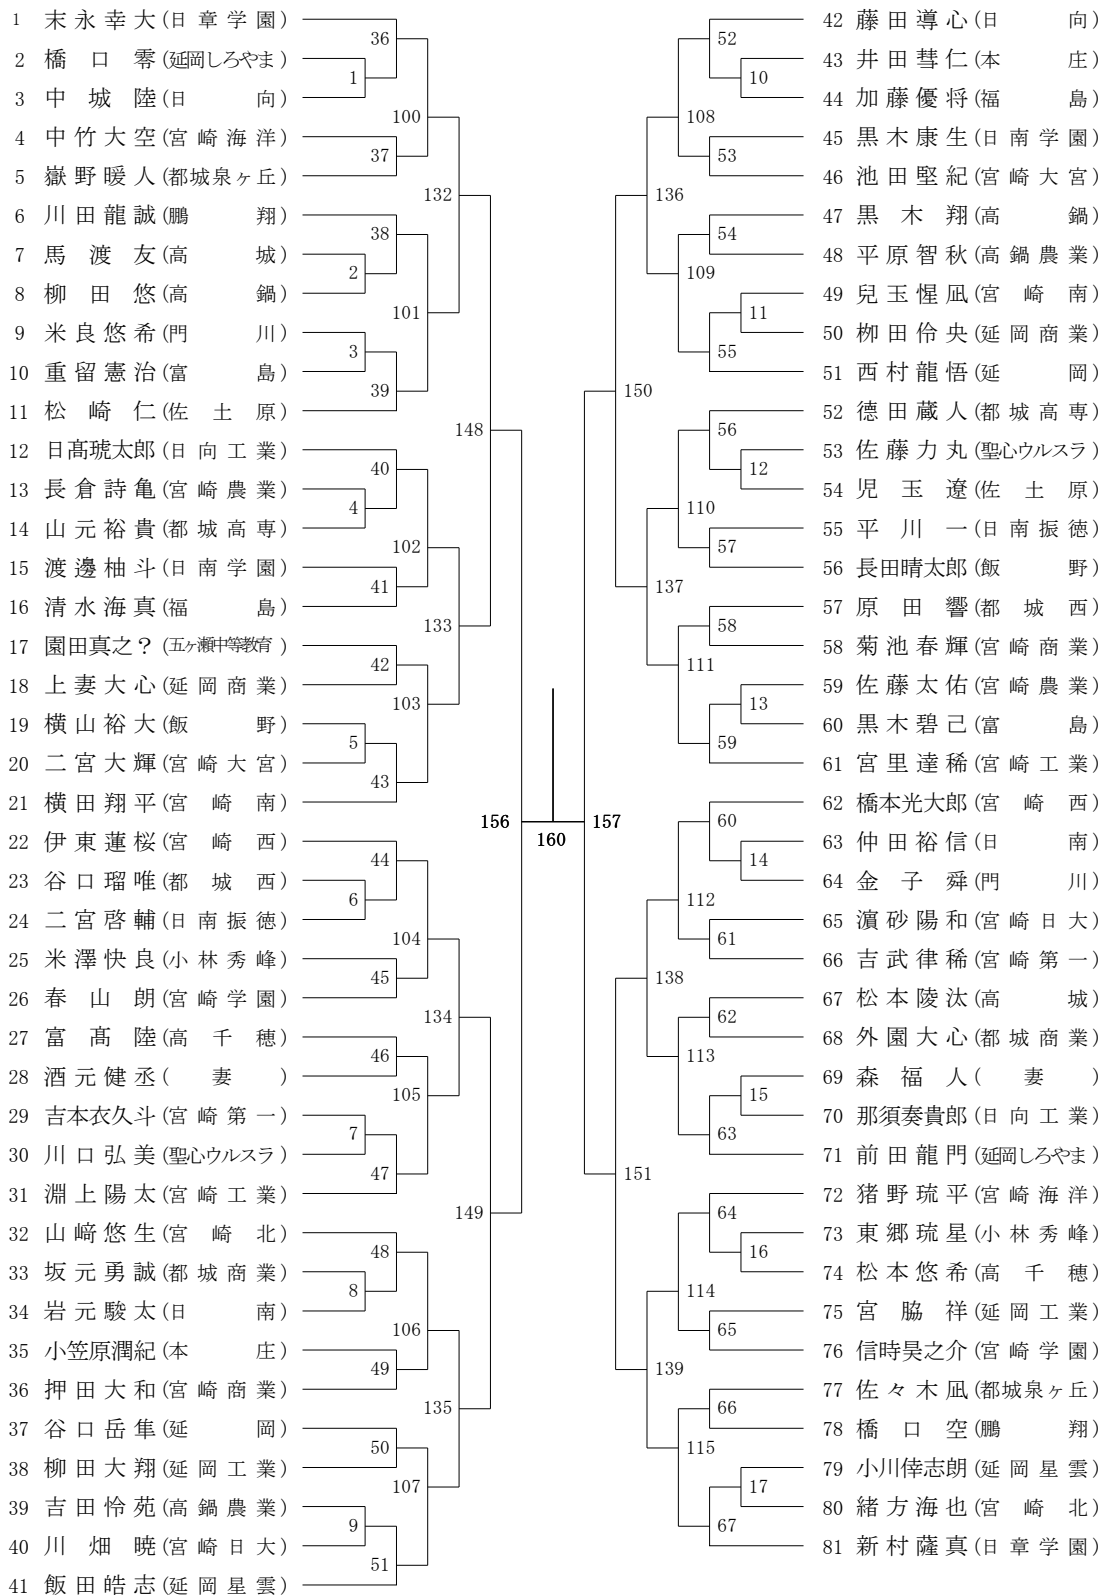 1 末永幸大(日章学園)
2 橋口零(延岡しろやま)
3 中城陸(日向)
4 中竹大空(宮崎海洋)
5 嶽野暖人(都城泉ヶ丘)
6 川田龍誠(鵬翔)
7 馬渡友(高城)
8 柳田悠(高鍋)
9 米良悠希(門川)
10 重留憲治(富島)
11 松崎仁(佐土原)
12 日髙琥太郎(日向工業)
13 長倉詩亀(宮崎農業)
14 山元裕貴(都城高専)
15 渡邊柚斗(日南学園)
16 清水海真(福島)
17 園田真之?(五ヶ瀬中等教育)
18 上妻大心(延岡商業)
19 横山裕大(飯野)
20 二宮大輝(宮崎大宮)
21 横田翔平(宮崎南)
22 伊東蓮桜(宮崎西)
23 谷口瑠唯(都城西)
24 二宮啓輔(日南振徳)
25 米澤快良(小林秀峰)
26 春山朗(宮崎学園)
27 富髙陸(高千穂)
28 酒元健丞(妻)
29 吉本衣久斗(宮崎第一)
30 川口弘美(聖心ウルスラ)
31 淵上陽太(宮崎工業)
32 山﨑悠生(宮崎北)
33 坂元勇誠(都城商業)
34 岩元駿太(日南)
35 小笠原潤紀(本庄)
36 押田大和(宮崎商業)
37 谷口岳隼(延岡)
38 柳田大翔(延岡工業)
39 吉田怜苑(高鍋農業)
40 川畑暁(宮崎日大)
41 飯田皓志(延岡星雲)
36
1
100
37
132
38
2
101
3
39
148
40
4
102
41
133
42
103
5
43
156
44
6
104
45
134
46
105
7
47
149
48
8
106
49
135
50
107
9
51
160
157
52
10
108
53
136
54
109
11
55
150
56
12
110
57
137
58
111
13
59
60
14
112
61
138
62
113
15
63
151
64
16
114
65
139
66
115
17
67
42 藤田導心(日向)
43 井田彗仁(本庄)
44 加藤優将(福島)
45 黒木康生(日南学園)
46 池田堅紀(宮崎大宮)
47 黒木翔(高鍋)
48 平原智秋(高鍋農業)
49 兒玉惺凪(宮崎南)
50 栁田伶央(延岡商業)
51 西村龍悟(延岡)
52 德田蔵人(都城高専)
53 佐藤力丸(聖心ウルスラ)
54 児玉遼(佐土原)
55 平川一(日南振徳)
56 長田晴太郎(飯野)
57 原田響(都城西)
58 菊池春輝(宮崎商業)
59 佐藤太佑(宮崎農業)
60 黒木碧己(富島)
61 宮里達稀(宮崎工業)
62 橋本光大郎(宮崎西)
63 仲田裕信(日南)
64 金子舜(門川)
65 濵砂陽和(宮崎日大)
66 吉武律稀(宮崎第一)
67 松本陵汰(高城)
68 外園大心(都城商業)
69 森福人(妻)
70 那須奏貴郎(日向工業)
71 前田龍門(延岡しろやま)
72 猪野琉平(宮崎海洋)
73 東郷琉星(小林秀峰)
74 松本悠希(高千穂)
75 宮脇祥(延岡工業)
76 信時昊之介(宮崎学園)
77 佐々木凪(都城泉ヶ丘)
78 橋口空(鵬翔)
79 小川倖志朗(延岡星雲)
80 緒方海也(宮崎北)
81 新村薩真(日章学園)